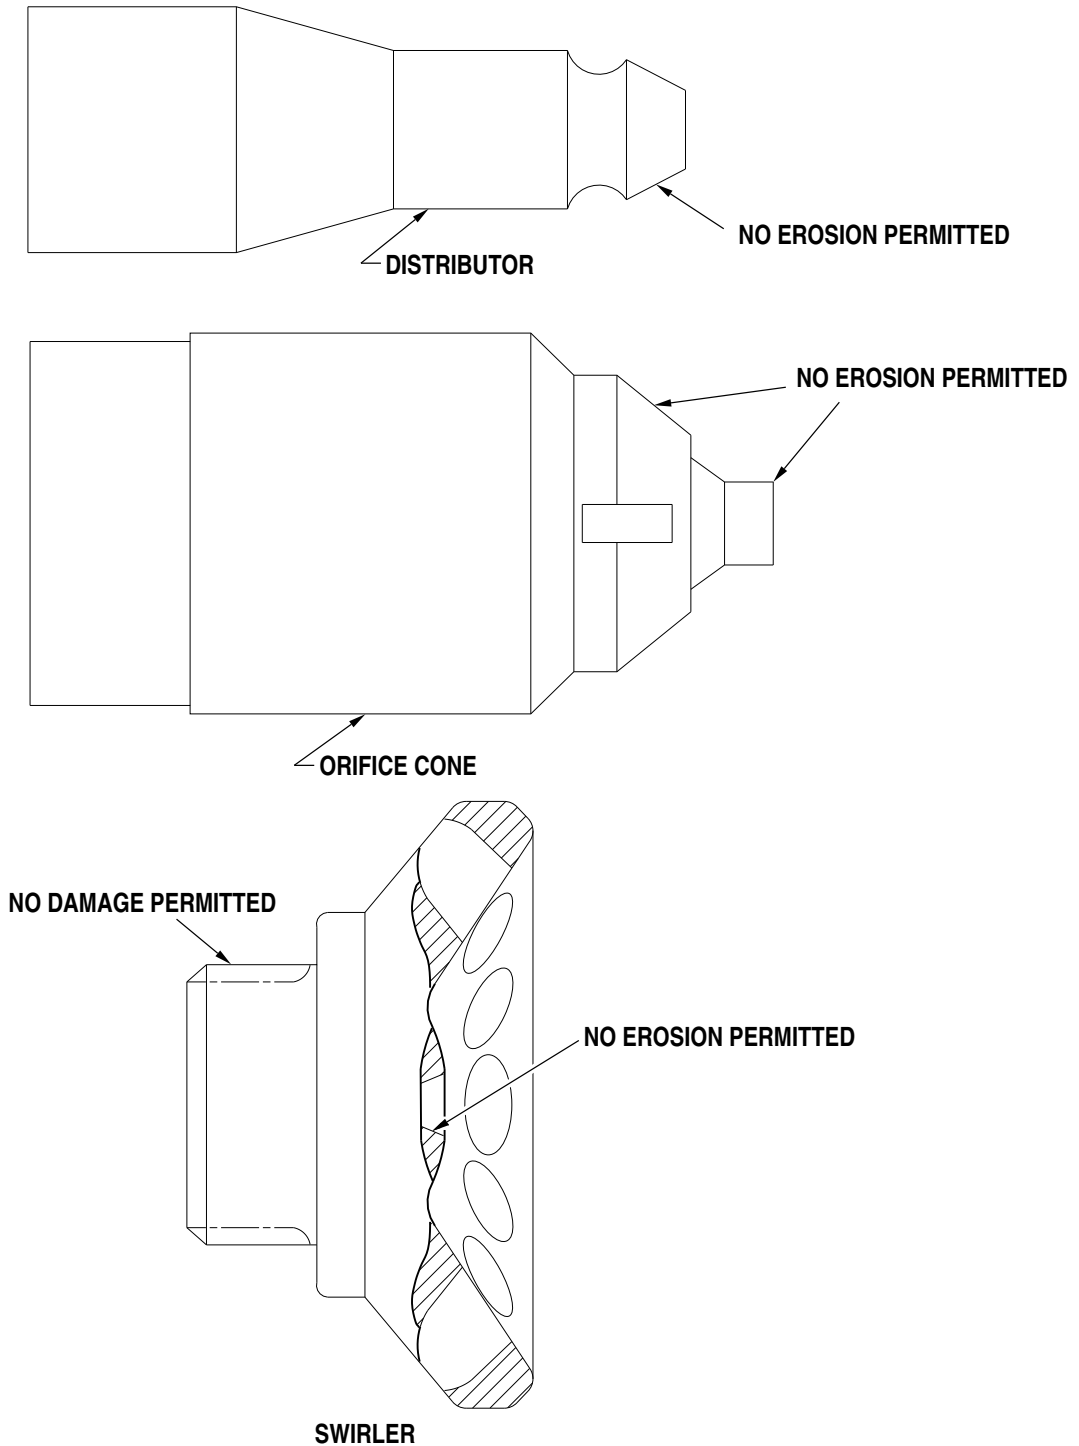 NO EROSION PERMITTED
DISTRIBUTOR
NO EROSION PERMITTED
ORIFICE CONE
NO DAMAGE PERMITTED
NO EROSION PERMITTED
SWIRLER